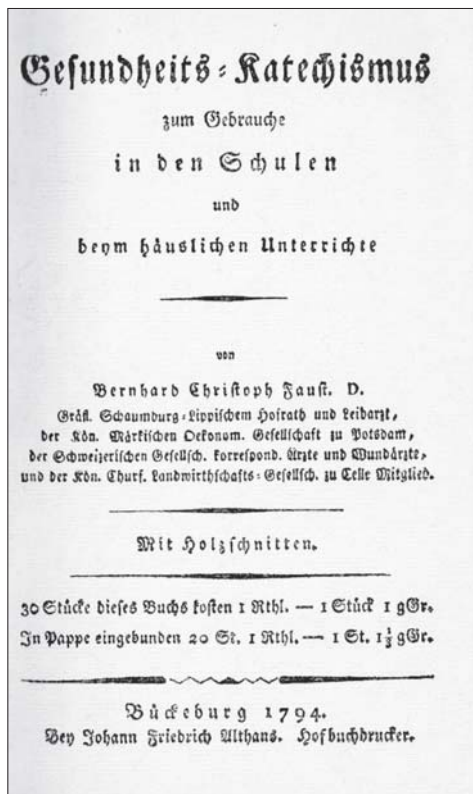 Gesundheits-Katechismus
zum Gebrauche
in den Schulen
und
beym häuslichen Unterrichte
von
Bernhard Christoph Faust. D.
Gräfl. Schaumburg-Lippischem Hofrath und Leibarzt,
der Kön. Märkischen Oekonom. Gesellschaft zu Potsdam,
der Schweizerischen Gesellsch. korrespond. Ärzte und Wundärzte,
und der Kön. Churf. Landwirthschafts-Gesellsch. zu Celle Mitglied.
Mit Holzschnitten.
30 Stücke dieses Buchs kosten 1 Rthl. — 1 Stück 1 gGr.
In Pappe eingebunden 20 St. 1 Rthl. — 1 St. 1⅓ gGr.
Bückeburg 1794.
Bey Johann Friedrich Althans. Hofbuchdrucker.